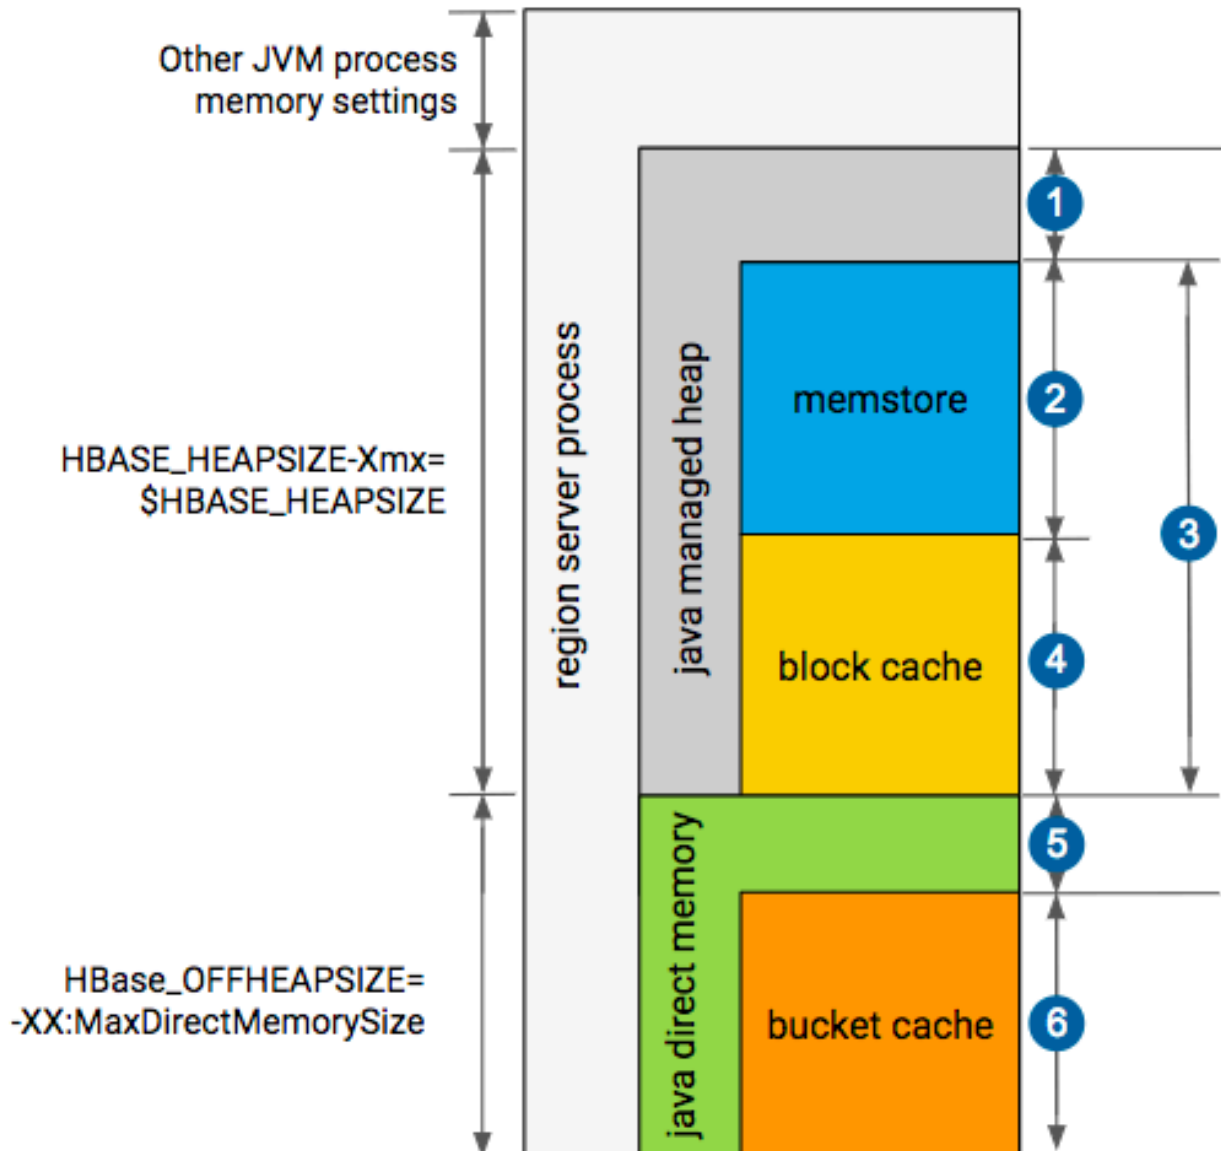 Other JVM process
memory settings
1
memstore
2
region server process
java managed heap
HBASE_HEAPSIZE-Xmx=
$HBASE_HEAPSIZE
3
block cache
4
5
java direct memory
HBase_OFFHEAPSIZE=
-XX:MaxDirectMemorySize
bucket cache
6